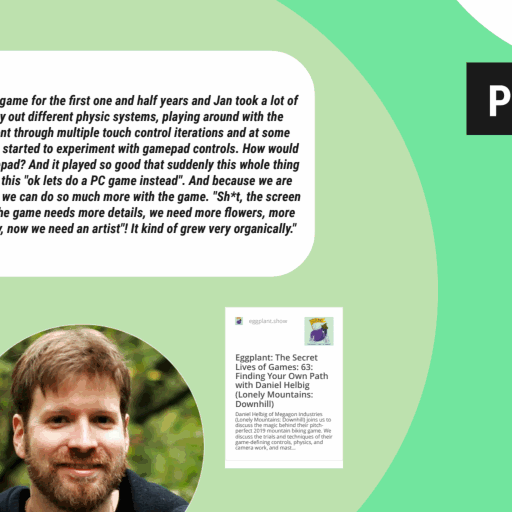 game for the first one and half years and Jan took a lot of
y out different physic systems, playing around with the
nt through multiple touch control iterations and at some
started to experiment with gamepad controls. How would
pad? And it played so good that suddenly this whole thing
this "ok lets do a PC game instead". And because we are
we can do so much more with the game. "Sh*t, the screen
he game needs more details, we need more flowers, more
, now we need an artist"! It kind of grew very organically."
P
eggplant.show
Eggplant: The Secret
Lives of Games: 63:
Finding Your Own Path
with Daniel Helbig
(Lonely Mountains:
Downhill)
Daniel Helbig of Megagon Industries
(Lonely Mountains: Downhill) joins us to
discuss the magic behind their pitch-
perfect 2019 mountain biking game. We
discuss the trials and techniques of their
game-defining controls, physics, and
camera work, and mast...